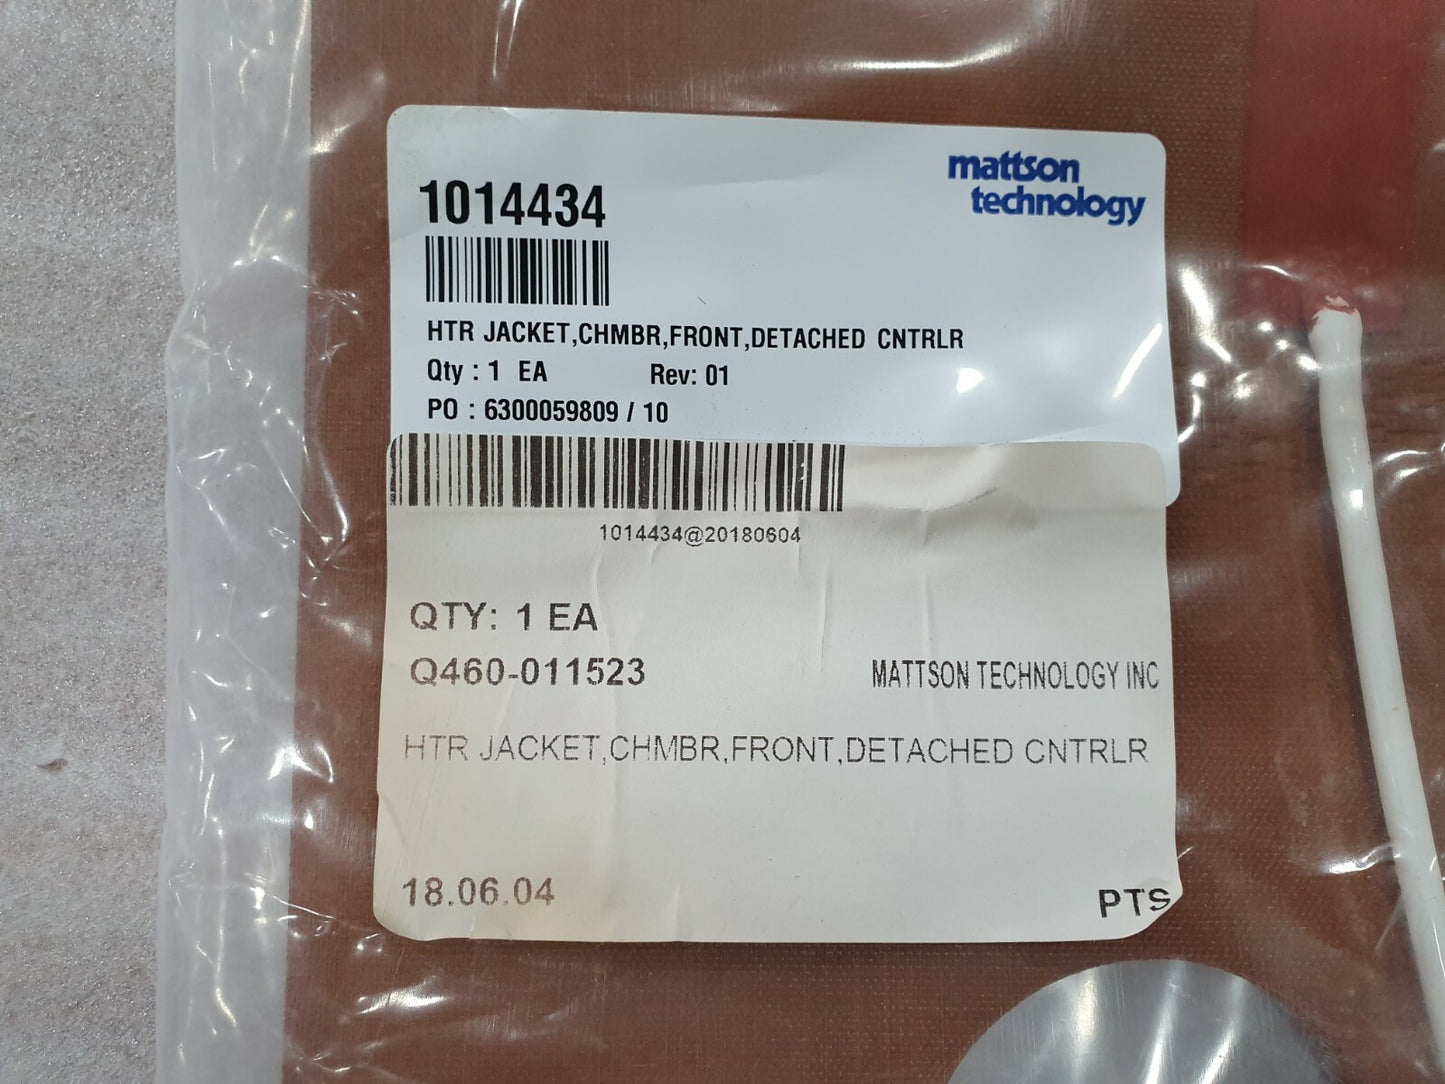 mattson
technology
1014434
HTR JACKET,CHMBR,FRONT,DETACHED CNTRLR
Qty : 1 EA Rev: 01
PO : 6300059809 / 10
1014434@20180604
QTY: 1 EA
Q460-011523 MATTSON TECHNOLOGY INC
HTR JACKET,CHMBR,FRONT,DETACHED CNTRLR
18.06.04 PTS